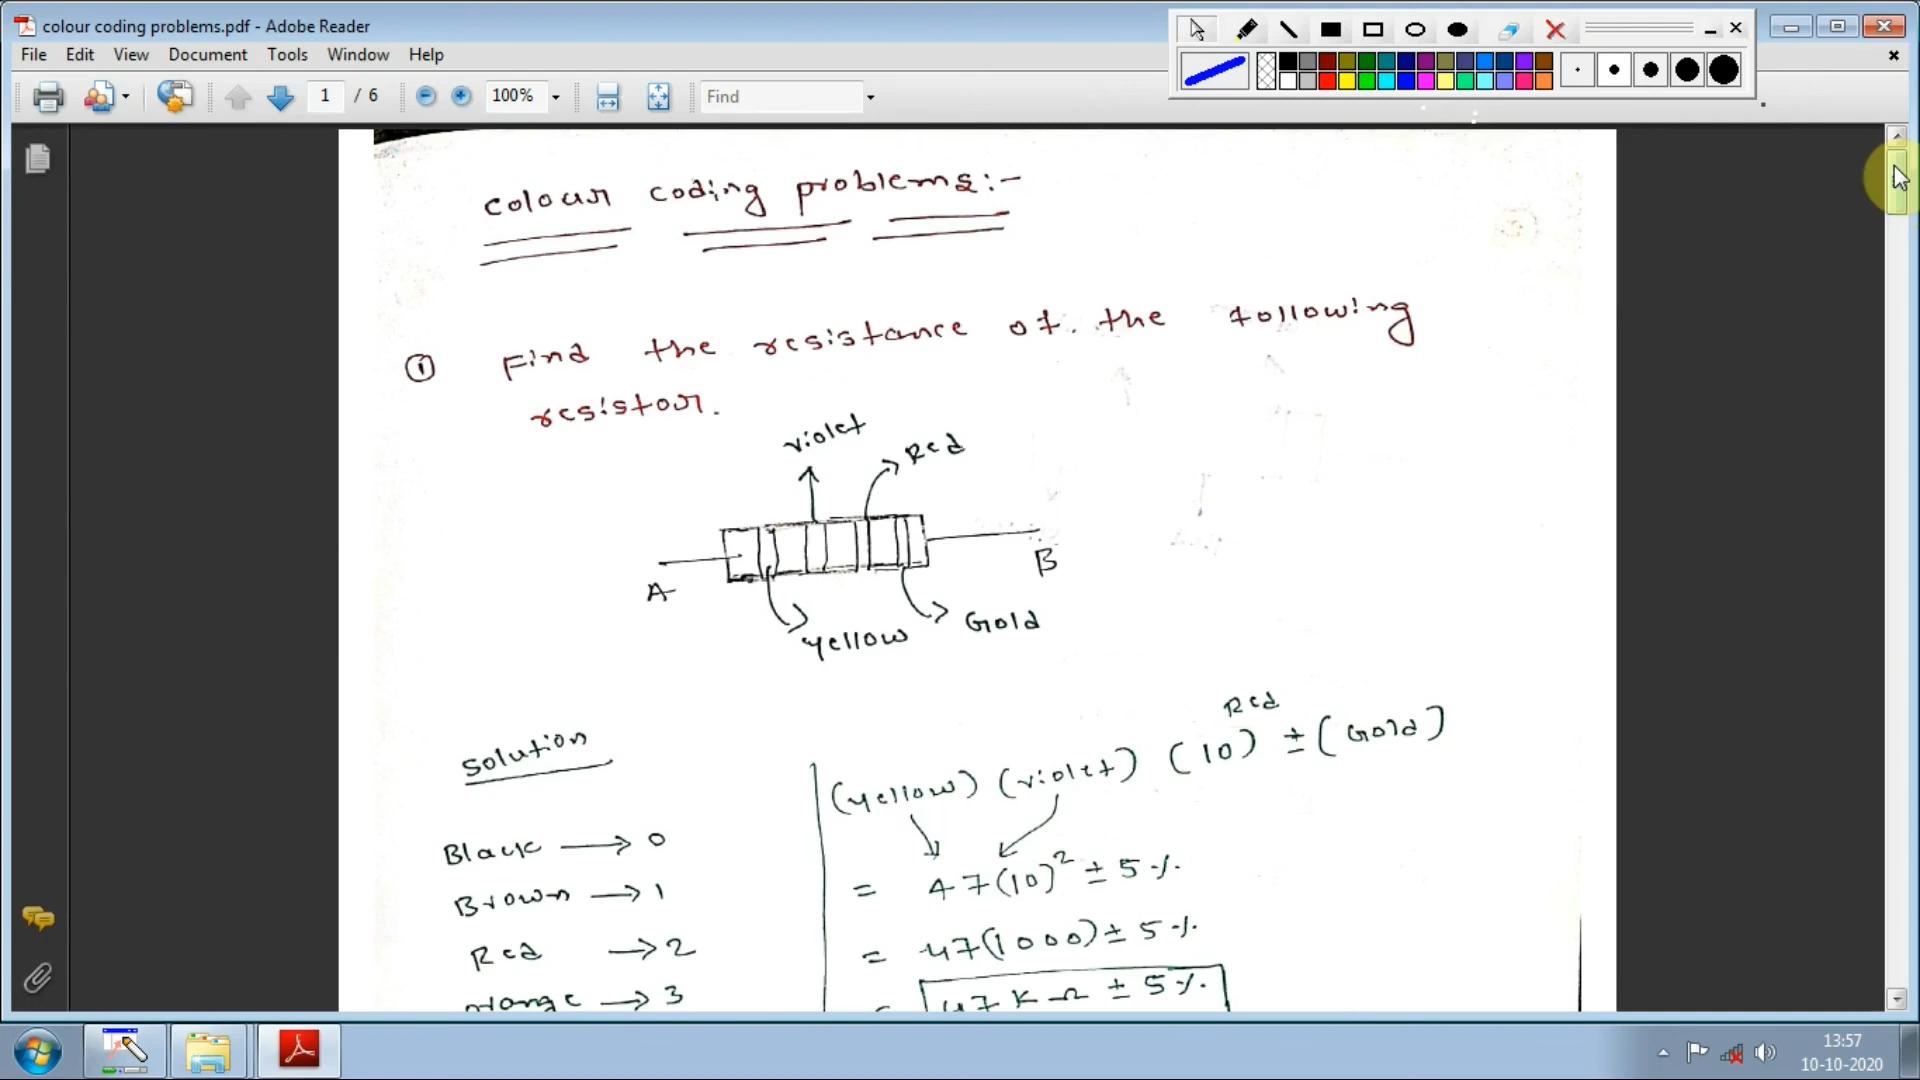 colour coding problems.pdf - Adobe Reader
File Edit View Document Tools Window Help
1 / 6 100% Find
colour coding problems:-
① Find the resistance of the following
resistor.
violet
Red
A
B
yellow
Gold
solution
(yellow) (violet) (10)^Red ± (Gold)
Black → 0
= 47(10)^2 ± 5%
Brown → 1
= 47(1000) ± 5%
Red → 2
= 47 K Ω ± 5%.
orange → 3
13:57
10-10-2020